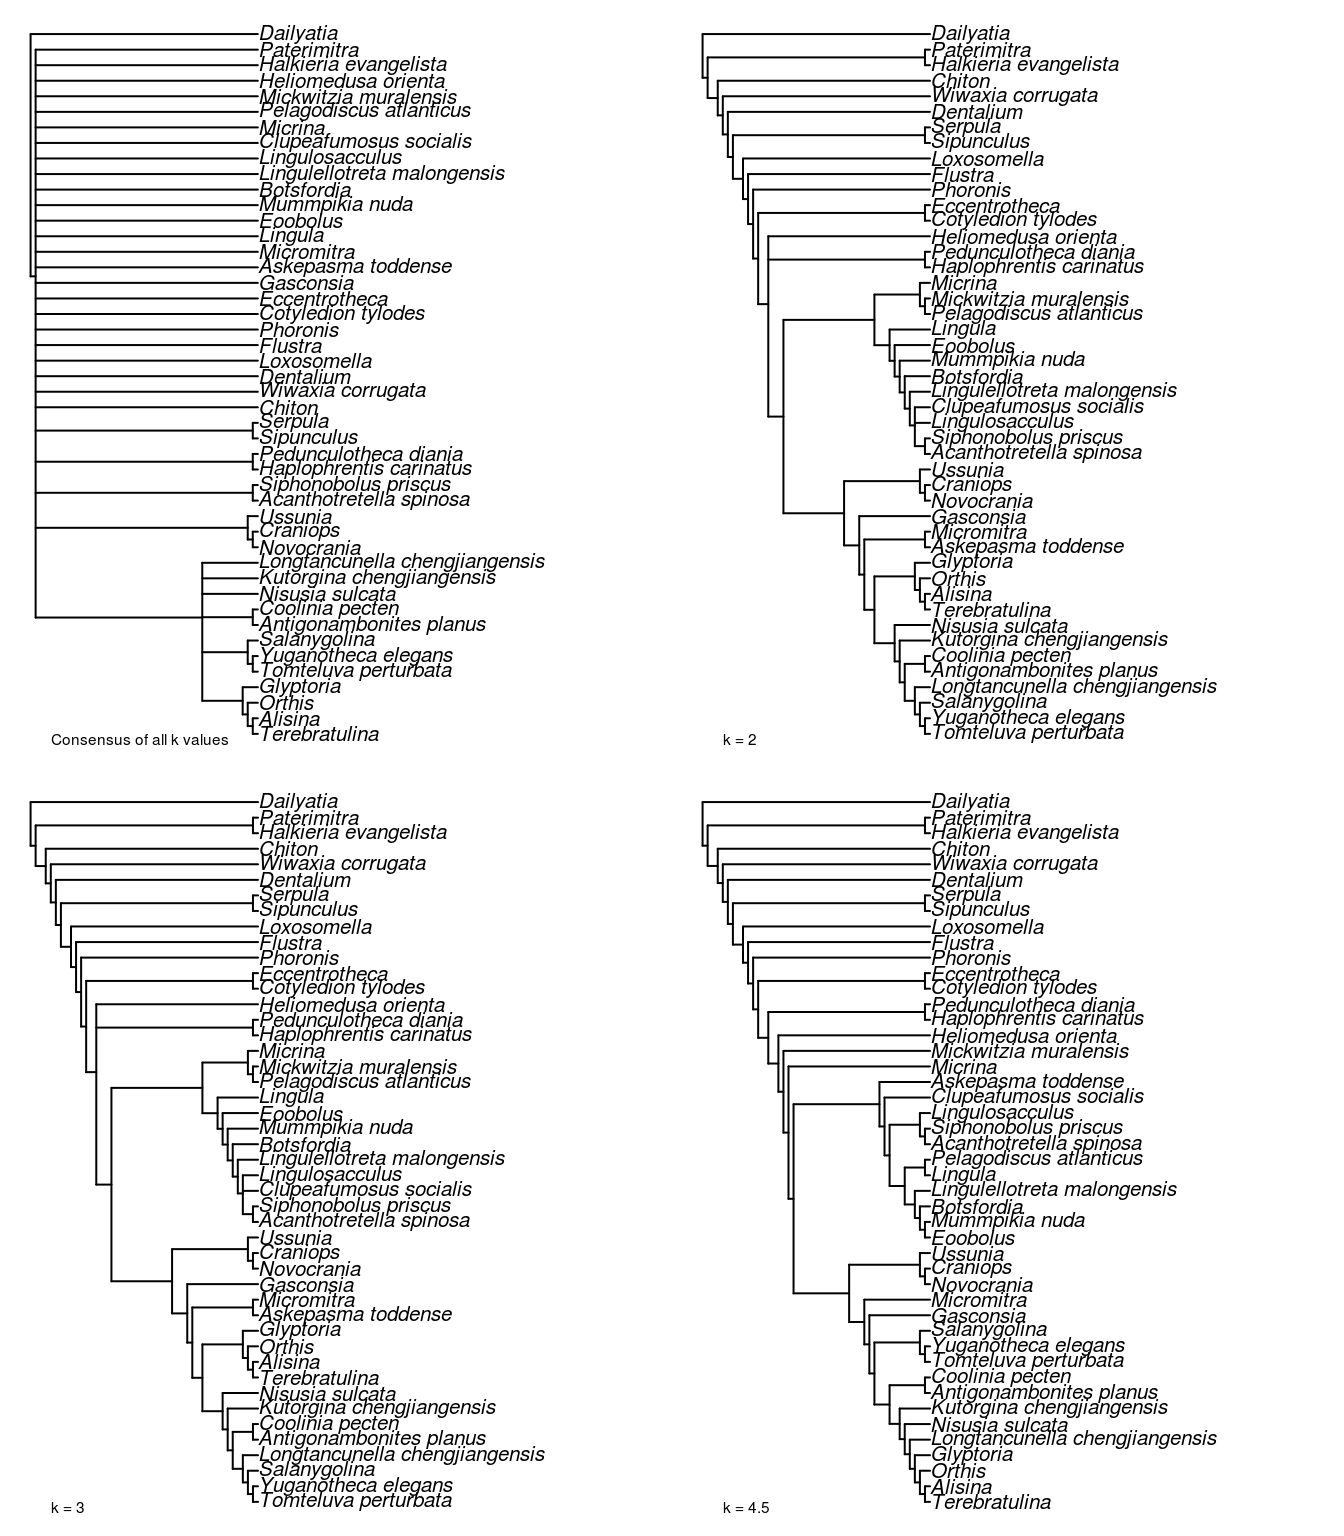 Dailyatia
Paterimitra
Halkieria evangelista
Heliomedusa orienta
Mickwitzia muralensis
Pelagodiscus atlanticus
Micrina
Clupeafumosus socialis
Lingulosacculus
Lingulellotreta malongensis
Botsfordia
Mummpikia nuda
Eoobolus
Lingula
Micromitra
Askepasma toddense
Gasconsia
Eccentrotheca
Cotyledion tylodes
Phoronis
Flustra
Loxosomella
Dentalium
Wiwaxia corrugata
Chiton
Serpula
Sipunculus
Pedunculotheca diania
Haplophrentis carinatus
Siphonobolus priscus
Acanthotretella spinosa
Ussunia
Craniops
Novocrania
Longtancunella chengjiangensis
Kutorgina chengjiangensis
Nisusia sulcata
Coolinia pecten
Antigonambonites planus
Salanygolina
Yuganotheca elegans
Tomteluva perturbata
Glyptoria
Orthis
Alisina
Terebratulina
Consensus of all k values
Dailyatia
Paterimitra
Halkieria evangelista
Chiton
Wiwaxia corrugata
Dentalium
Serpula
Sipunculus
Loxosomella
Flustra
Phoronis
Eccentrotheca
Cotyledion tylodes
Heliomedusa orienta
Pedunculotheca diania
Haplophrentis carinatus
Micrina
Mickwitzia muralensis
Pelagodiscus atlanticus
Lingula
Eoobolus
Mummpikia nuda
Botsfordia
Lingulellotreta malongensis
Clupeafumosus socialis
Lingulosacculus
Siphonobolus priscus
Acanthotretella spinosa
Ussunia
Craniops
Novocrania
Gasconsia
Micromitra
Askepasma toddense
Glyptoria
Orthis
Alisina
Terebratulina
Nisusia sulcata
Kutorgina chengjiangensis
Coolinia pecten
Antigonambonites planus
Longtancunella chengjiangensis
Salanygolina
Yuganotheca elegans
Tomteluva perturbata
k = 2
Dailyatia
Paterimitra
Halkieria evangelista
Chiton
Wiwaxia corrugata
Dentalium
Serpula
Sipunculus
Loxosomella
Flustra
Phoronis
Eccentrotheca
Cotyledion tylodes
Heliomedusa orienta
Pedunculotheca diania
Haplophrentis carinatus
Micrina
Mickwitzia muralensis
Pelagodiscus atlanticus
Lingula
Eoobolus
Mummpikia nuda
Botsfordia
Lingulellotreta malongensis
Lingulosacculus
Clupeafumosus socialis
Siphonobolus priscus
Acanthotretella spinosa
Ussunia
Craniops
Novocrania
Gasconsia
Micromitra
Askepasma toddense
Glyptoria
Orthis
Alisina
Terebratulina
Nisusia sulcata
Kutorgina chengjiangensis
Coolinia pecten
Antigonambonites planus
Longtancunella chengjiangensis
Salanygolina
Yuganotheca elegans
Tomteluva perturbata
k = 3
Dailyatia
Paterimitra
Halkieria evangelista
Chiton
Wiwaxia corrugata
Dentalium
Serpula
Sipunculus
Loxosomella
Flustra
Phoronis
Eccentrotheca
Cotyledion tylodes
Pedunculotheca diania
Haplophrentis carinatus
Heliomedusa orienta
Mickwitzia muralensis
Micrina
Askepasma toddense
Clupeafumosus socialis
Lingulosacculus
Siphonobolus priscus
Acanthotretella spinosa
Pelagodiscus atlanticus
Lingula
Lingulellotreta malongensis
Botsfordia
Mummpikia nuda
Eoobolus
Ussunia
Craniops
Novocrania
Micromitra
Gasconsia
Salanygolina
Yuganotheca elegans
Tomteluva perturbata
Coolinia pecten
Antigonambonites planus
Kutorgina chengjiangensis
Nisusia sulcata
Longtancunella chengjiangensis
Glyptoria
Orthis
Alisina
Terebratulina
k = 4.5